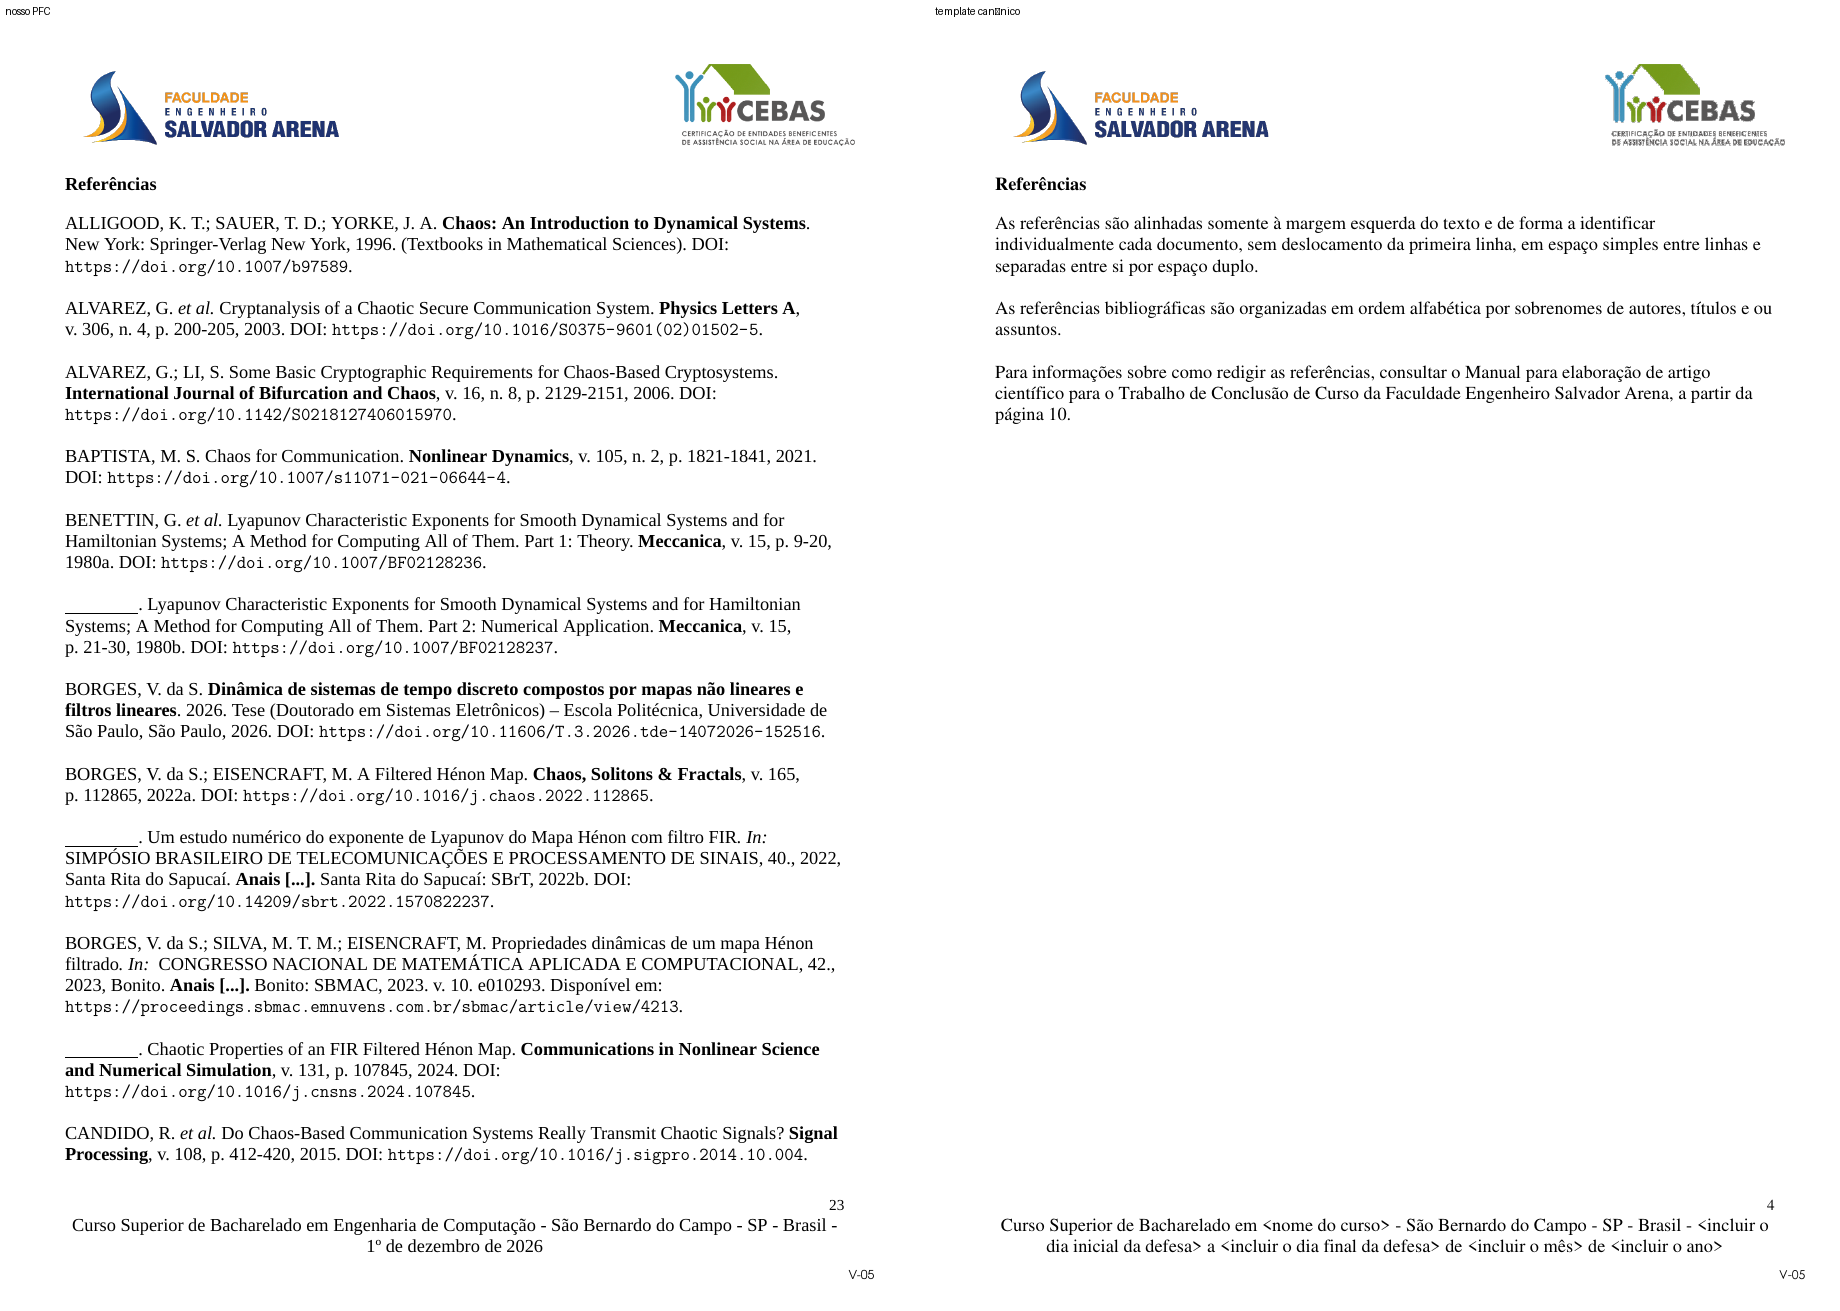 nosso PFC
FACULDADE
ENGENHEIRO
SALVADOR ARENA
CEBAS
CERTIFICAÇÃO DE ENTIDADES BENEFICENTES
DE ASSISTÊNCIA SOCIAL NA ÁREA DE EDUCAÇÃO
Referências
ALLIGOOD, K. T.; SAUER, T. D.; YORKE, J. A. Chaos: An Introduction to Dynamical Systems.
New York: Springer-Verlag New York, 1996. (Textbooks in Mathematical Sciences). DOI:
https://doi.org/10.1007/b97589.
ALVAREZ, G. et al. Cryptanalysis of a Chaotic Secure Communication System. Physics Letters A,
v. 306, n. 4, p. 200-205, 2003. DOI: https://doi.org/10.1016/S0375-9601(02)01502-5.
ALVAREZ, G.; LI, S. Some Basic Cryptographic Requirements for Chaos-Based Cryptosystems.
International Journal of Bifurcation and Chaos, v. 16, n. 8, p. 2129-2151, 2006. DOI:
https://doi.org/10.1142/S0218127406015970.
BAPTISTA, M. S. Chaos for Communication. Nonlinear Dynamics, v. 105, n. 2, p. 1821-1841, 2021.
DOI: https://doi.org/10.1007/s11071-021-06644-4.
BENETTIN, G. et al. Lyapunov Characteristic Exponents for Smooth Dynamical Systems and for
Hamiltonian Systems; A Method for Computing All of Them. Part 1: Theory. Meccanica, v. 15, p. 9-20,
1980a. DOI: https://doi.org/10.1007/BF02128236.
________. Lyapunov Characteristic Exponents for Smooth Dynamical Systems and for Hamiltonian
Systems; A Method for Computing All of Them. Part 2: Numerical Application. Meccanica, v. 15,
p. 21-30, 1980b. DOI: https://doi.org/10.1007/BF02128237.
BORGES, V. da S. Dinâmica de sistemas de tempo discreto compostos por mapas não lineares e
filtros lineares. 2026. Tese (Doutorado em Sistemas Eletrônicos) – Escola Politécnica, Universidade de
São Paulo, São Paulo, 2026. DOI: https://doi.org/10.11606/T.3.2026.tde-14072026-152516.
BORGES, V. da S.; EISENCRAFT, M. A Filtered Hénon Map. Chaos, Solitons & Fractals, v. 165,
p. 112865, 2022a. DOI: https://doi.org/10.1016/j.chaos.2022.112865.
________. Um estudo numérico do exponente de Lyapunov do Mapa Hénon com filtro FIR. In:
SIMPÓSIO BRASILEIRO DE TELECOMUNICAÇÕES E PROCESSAMENTO DE SINAIS, 40., 2022,
Santa Rita do Sapucaí. Anais [...]. Santa Rita do Sapucaí: SBrT, 2022b. DOI:
https://doi.org/10.14209/sbrt.2022.1570822237.
BORGES, V. da S.; SILVA, M. T. M.; EISENCRAFT, M. Propriedades dinâmicas de um mapa Hénon
filtrado. In: CONGRESSO NACIONAL DE MATEMÁTICA APLICADA E COMPUTACIONAL, 42.,
2023, Bonito. Anais [...]. Bonito: SBMAC, 2023. v. 10. e010293. Disponível em:
https://proceedings.sbmac.emnuvens.com.br/sbmac/article/view/4213.
________. Chaotic Properties of an FIR Filtered Hénon Map. Communications in Nonlinear Science
and Numerical Simulation, v. 131, p. 107845, 2024. DOI:
https://doi.org/10.1016/j.cnsns.2024.107845.
CANDIDO, R. et al. Do Chaos-Based Communication Systems Really Transmit Chaotic Signals? Signal
Processing, v. 108, p. 412-420, 2015. DOI: https://doi.org/10.1016/j.sigpro.2014.10.004.
23
Curso Superior de Bacharelado em Engenharia de Computação - São Bernardo do Campo - SP - Brasil -
1º de dezembro de 2026
V-05
template can▯nico
FACULDADE
ENGENHEIRO
SALVADOR ARENA
CEBAS
CERTIFICAÇÃO DE ENTIDADES BENEFICENTES
DE ASSISTÊNCIA SOCIAL NA ÁREA DE EDUCAÇÃO
Referências
As referências são alinhadas somente à margem esquerda do texto e de forma a identificar
individualmente cada documento, sem deslocamento da primeira linha, em espaço simples entre linhas e
separadas entre si por espaço duplo.
As referências bibliográficas são organizadas em ordem alfabética por sobrenomes de autores, títulos e ou
assuntos.
Para informações sobre como redigir as referências, consultar o Manual para elaboração de artigo
científico para o Trabalho de Conclusão de Curso da Faculdade Engenheiro Salvador Arena, a partir da
página 10.
4
Curso Superior de Bacharelado em <nome do curso> - São Bernardo do Campo - SP - Brasil - <incluir o
dia inicial da defesa> a <incluir o dia final da defesa> de <incluir o mês> de <incluir o ano>
V-05